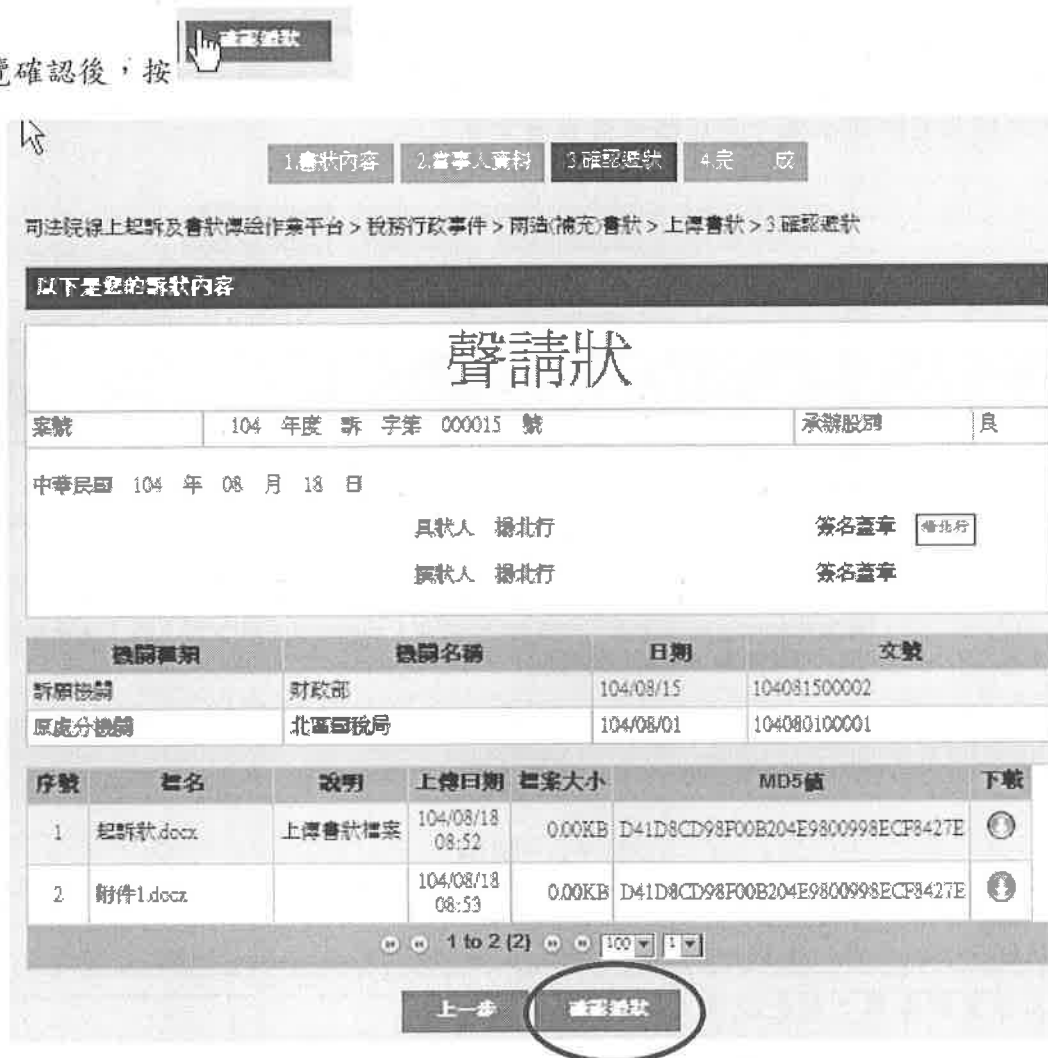 確認遞狀
覽確認後，按
1.書狀內容 2.當事人資料 3.確認遞狀 4.完 成
司法院線上起訴及書狀傳送作業平台 > 稅務行政事件 > 兩造(補充)書狀 > 上傳書狀 > 3.確認遞狀
以下是您的訴狀內容
聲請狀
案號 104 年度 訴 字第 000015 號 承辦股別 良
中華民國 104 年 08 月 18 日
具狀人 楊北行 簽名蓋章 楊北行
撰狀人 楊北行 簽名蓋章
機關種類 機關名稱 日期 文號
訴願機關 財政部 104/08/15 104081500002
原處分機關 北區國稅局 104/08/01 104080100001
序號 檔名 說明 上傳日期 檔案大小 MD5值 下載
1 起訴狀.docx 上傳書狀檔案 104/08/18 08:52 0.00KB D41D8CD98F00B204E9800998ECF8427E
2 附件1.docx 104/08/18 08:53 0.00KB D41D8CD98F00B204E9800998ECF8427E
1 to 2 (2) 100 1
上一步 確認遞狀